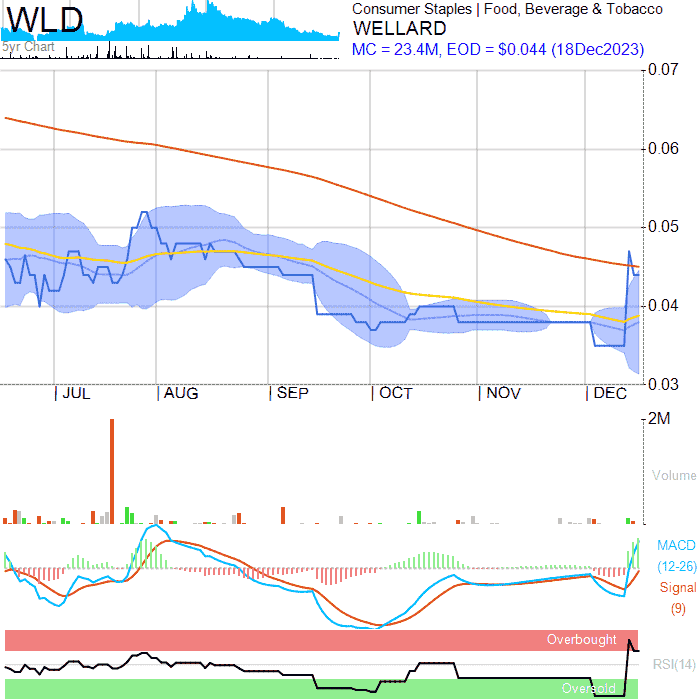 WLD
5yr Chart
Consumer Staples | Food, Beverage & Tobacco
WELLARD
MC = 23.4M, EOD = $0.044 (18Dec2023)
0.07
0.06
0.05
0.04
0.03
JUL AUG SEP OCT NOV DEC
2M
Volume
MACD
(12-26)
Signal
(9)
Overbought
RSI(14)
Oversold